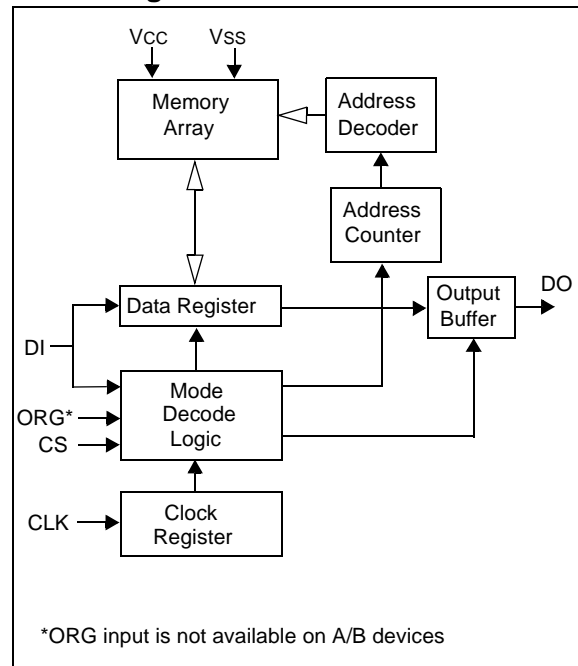 VCC
VSS
Memory
Array
Address
Decoder
Address
Counter
Data Register
Output
Buffer
DO
DI
Mode
Decode
Logic
ORG*
CS
CLK
Clock
Register
*ORG input is not available on A/B devices